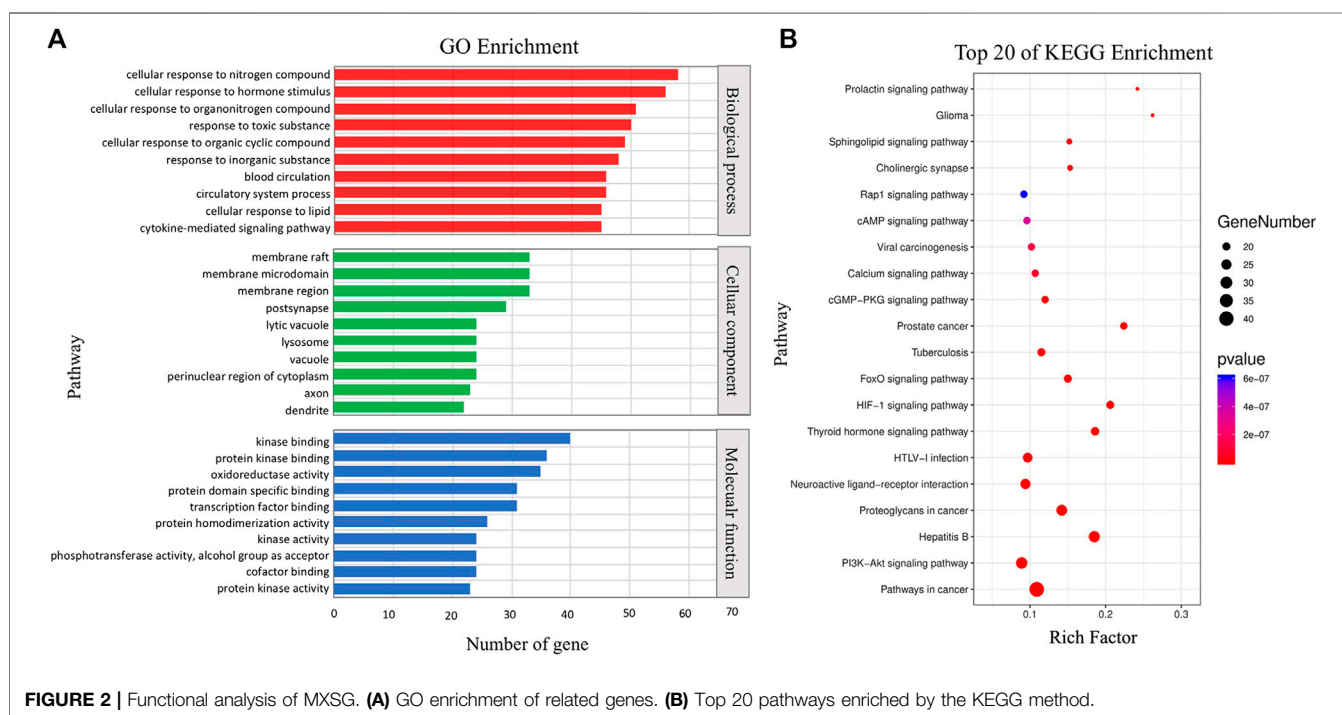 A
GO Enrichment
cellular response to nitrogen compound
cellular response to hormone stimulus
cellular response to organonitrogen compound
response to toxic substance
cellular response to organic cyclic compound
response to inorganic substance
blood circulation
circulatory system process
cellular response to lipid
cytokine-mediated signaling pathway
Biological process
membrane raft
membrane microdomain
membrane region
postsynapse
lytic vacuole
lysosome
vacuole
perinuclear region of cytoplasm
axon
dendrite
Celluar component
kinase binding
protein kinase binding
oxidoreductase activity
protein domain specific binding
transcription factor binding
protein homodimerization activity
kinase activity
phosphotransferase activity, alcohol group as acceptor
cofactor binding
protein kinase activity
Molecualr function
Pathway
0 10 20 30 40 50 60 70
Number of gene
B
Top 20 of KEGG Enrichment
Prolactin signaling pathway
Glioma
Sphingolipid signaling pathway
Cholinergic synapse
Rap1 signaling pathway
cAMP signaling pathway
Viral carcinogenesis
Calcium signaling pathway
cGMP−PKG signaling pathway
Prostate cancer
Tuberculosis
FoxO signaling pathway
HIF−1 signaling pathway
Thyroid hormone signaling pathway
HTLV−I infection
Neuroactive ligand−receptor interaction
Proteoglycans in cancer
Hepatitis B
PI3K−Akt signaling pathway
Pathways in cancer
Pathway
0.1 0.2 0.3
Rich Factor
GeneNumber
20
25
30
35
40
pvalue
6e−07
4e−07
2e−07
FIGURE 2 | Functional analysis of MXSG. (A) GO enrichment of related genes. (B) Top 20 pathways enriched by the KEGG method.